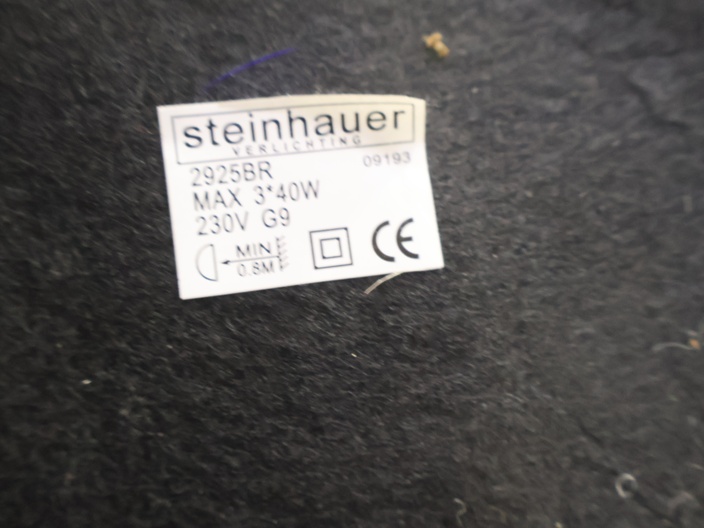 steinhauer
VERLICHTING
09193
2925BR
MAX 3*40W
230V G9
MIN
0.8M
CE